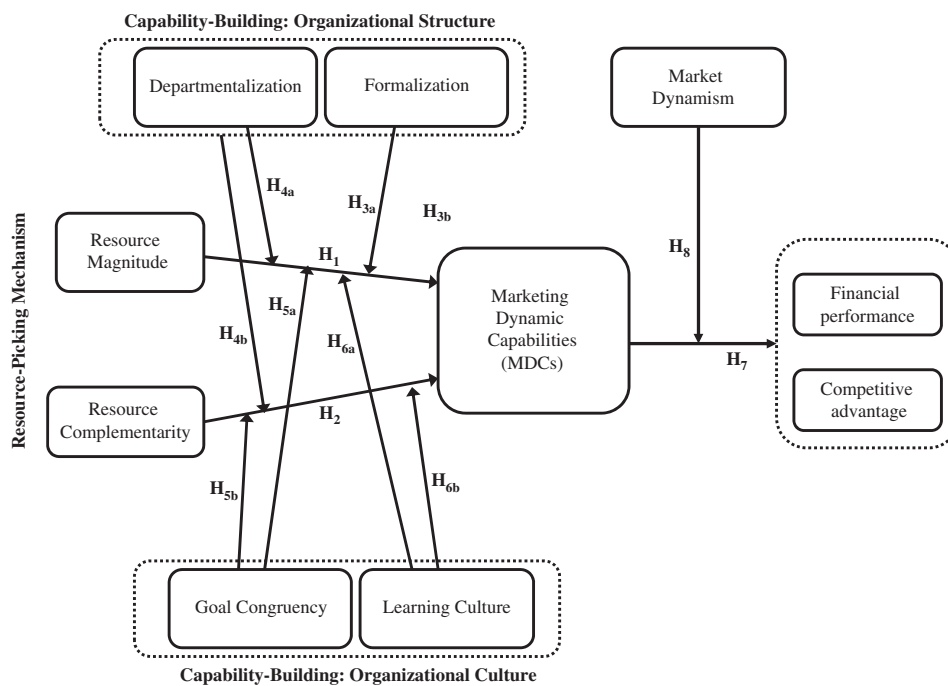 Capability-Building: Organizational Structure
Departmentalization
Formalization
Market
Dynamism
H4a
H3a
H3b
Resource-Picking Mechanism
Resource
Magnitude
H1
H8
H5a
Marketing
Dynamic
Capabilities
(MDCs)
Financial
performance
H4b
H6a
H7
Resource
Complementarity
H2
Competitive
advantage
H5b
H6b
Goal Congruency
Learning Culture
Capability-Building: Organizational Culture